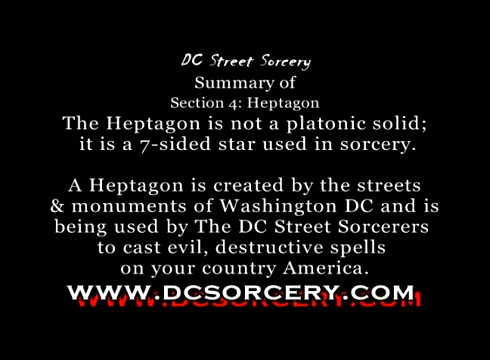 DC Street Sorcery
Summary of
Section 4: Heptagon
The Heptagon is not a platonic solid;
it is a 7-sided star used in sorcery.
A Heptagon is created by the streets
& monuments of Washington DC and is
being used by The DC Street Sorcerers
to cast evil, destructive spells
on your country America.
WWW.DCSORCERY.COM